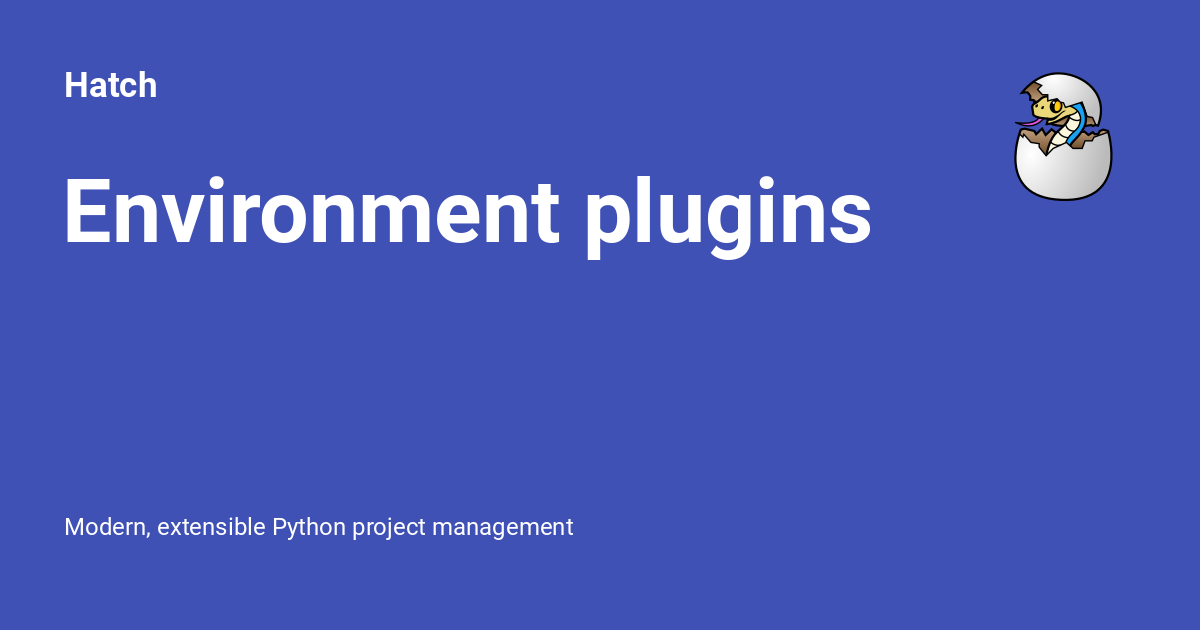 Hatch
Environment plugins
Modern, extensible Python project management